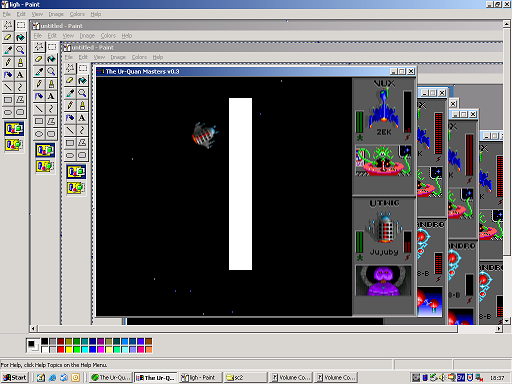 ligh - Paint
File Edit View Image Colors Help
untitled - Paint
File Edit View Image Colors Help
untitled - Paint
File Edit View Image Colors Help
The Ur-Quan Masters v0.3
VUX
ZEK
UTWIG
Jujuby
X
K
X
K
X
K
NDRO
B-B
ANDRO
B-B
ANDRO
B-B
For Help, click Help Topics on the Help Menu.
Start
The Ur-Qu...
The Ur-Qu...
ligh - Paint
sc2
Volume Co...
Volume Co...
18:37